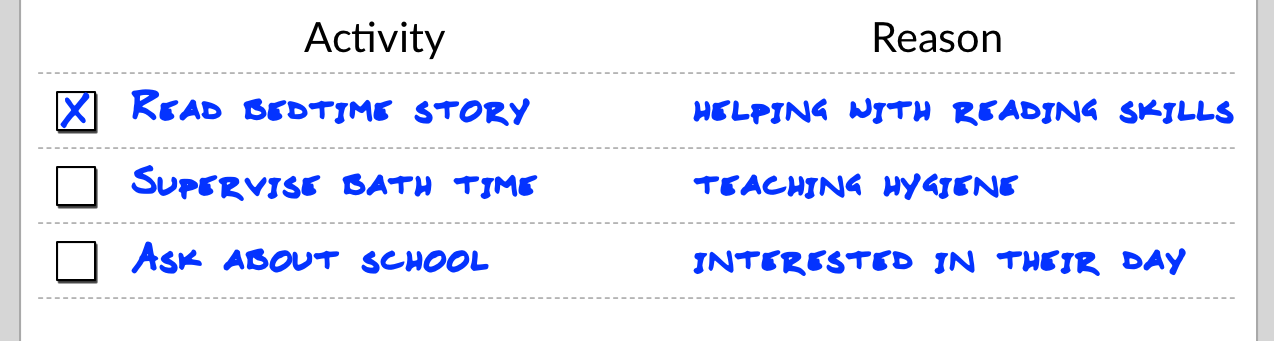 Activity Reason
Read bedtime story helping with reading skills
Supervise bath time teaching hygiene
Ask about school interested in their day